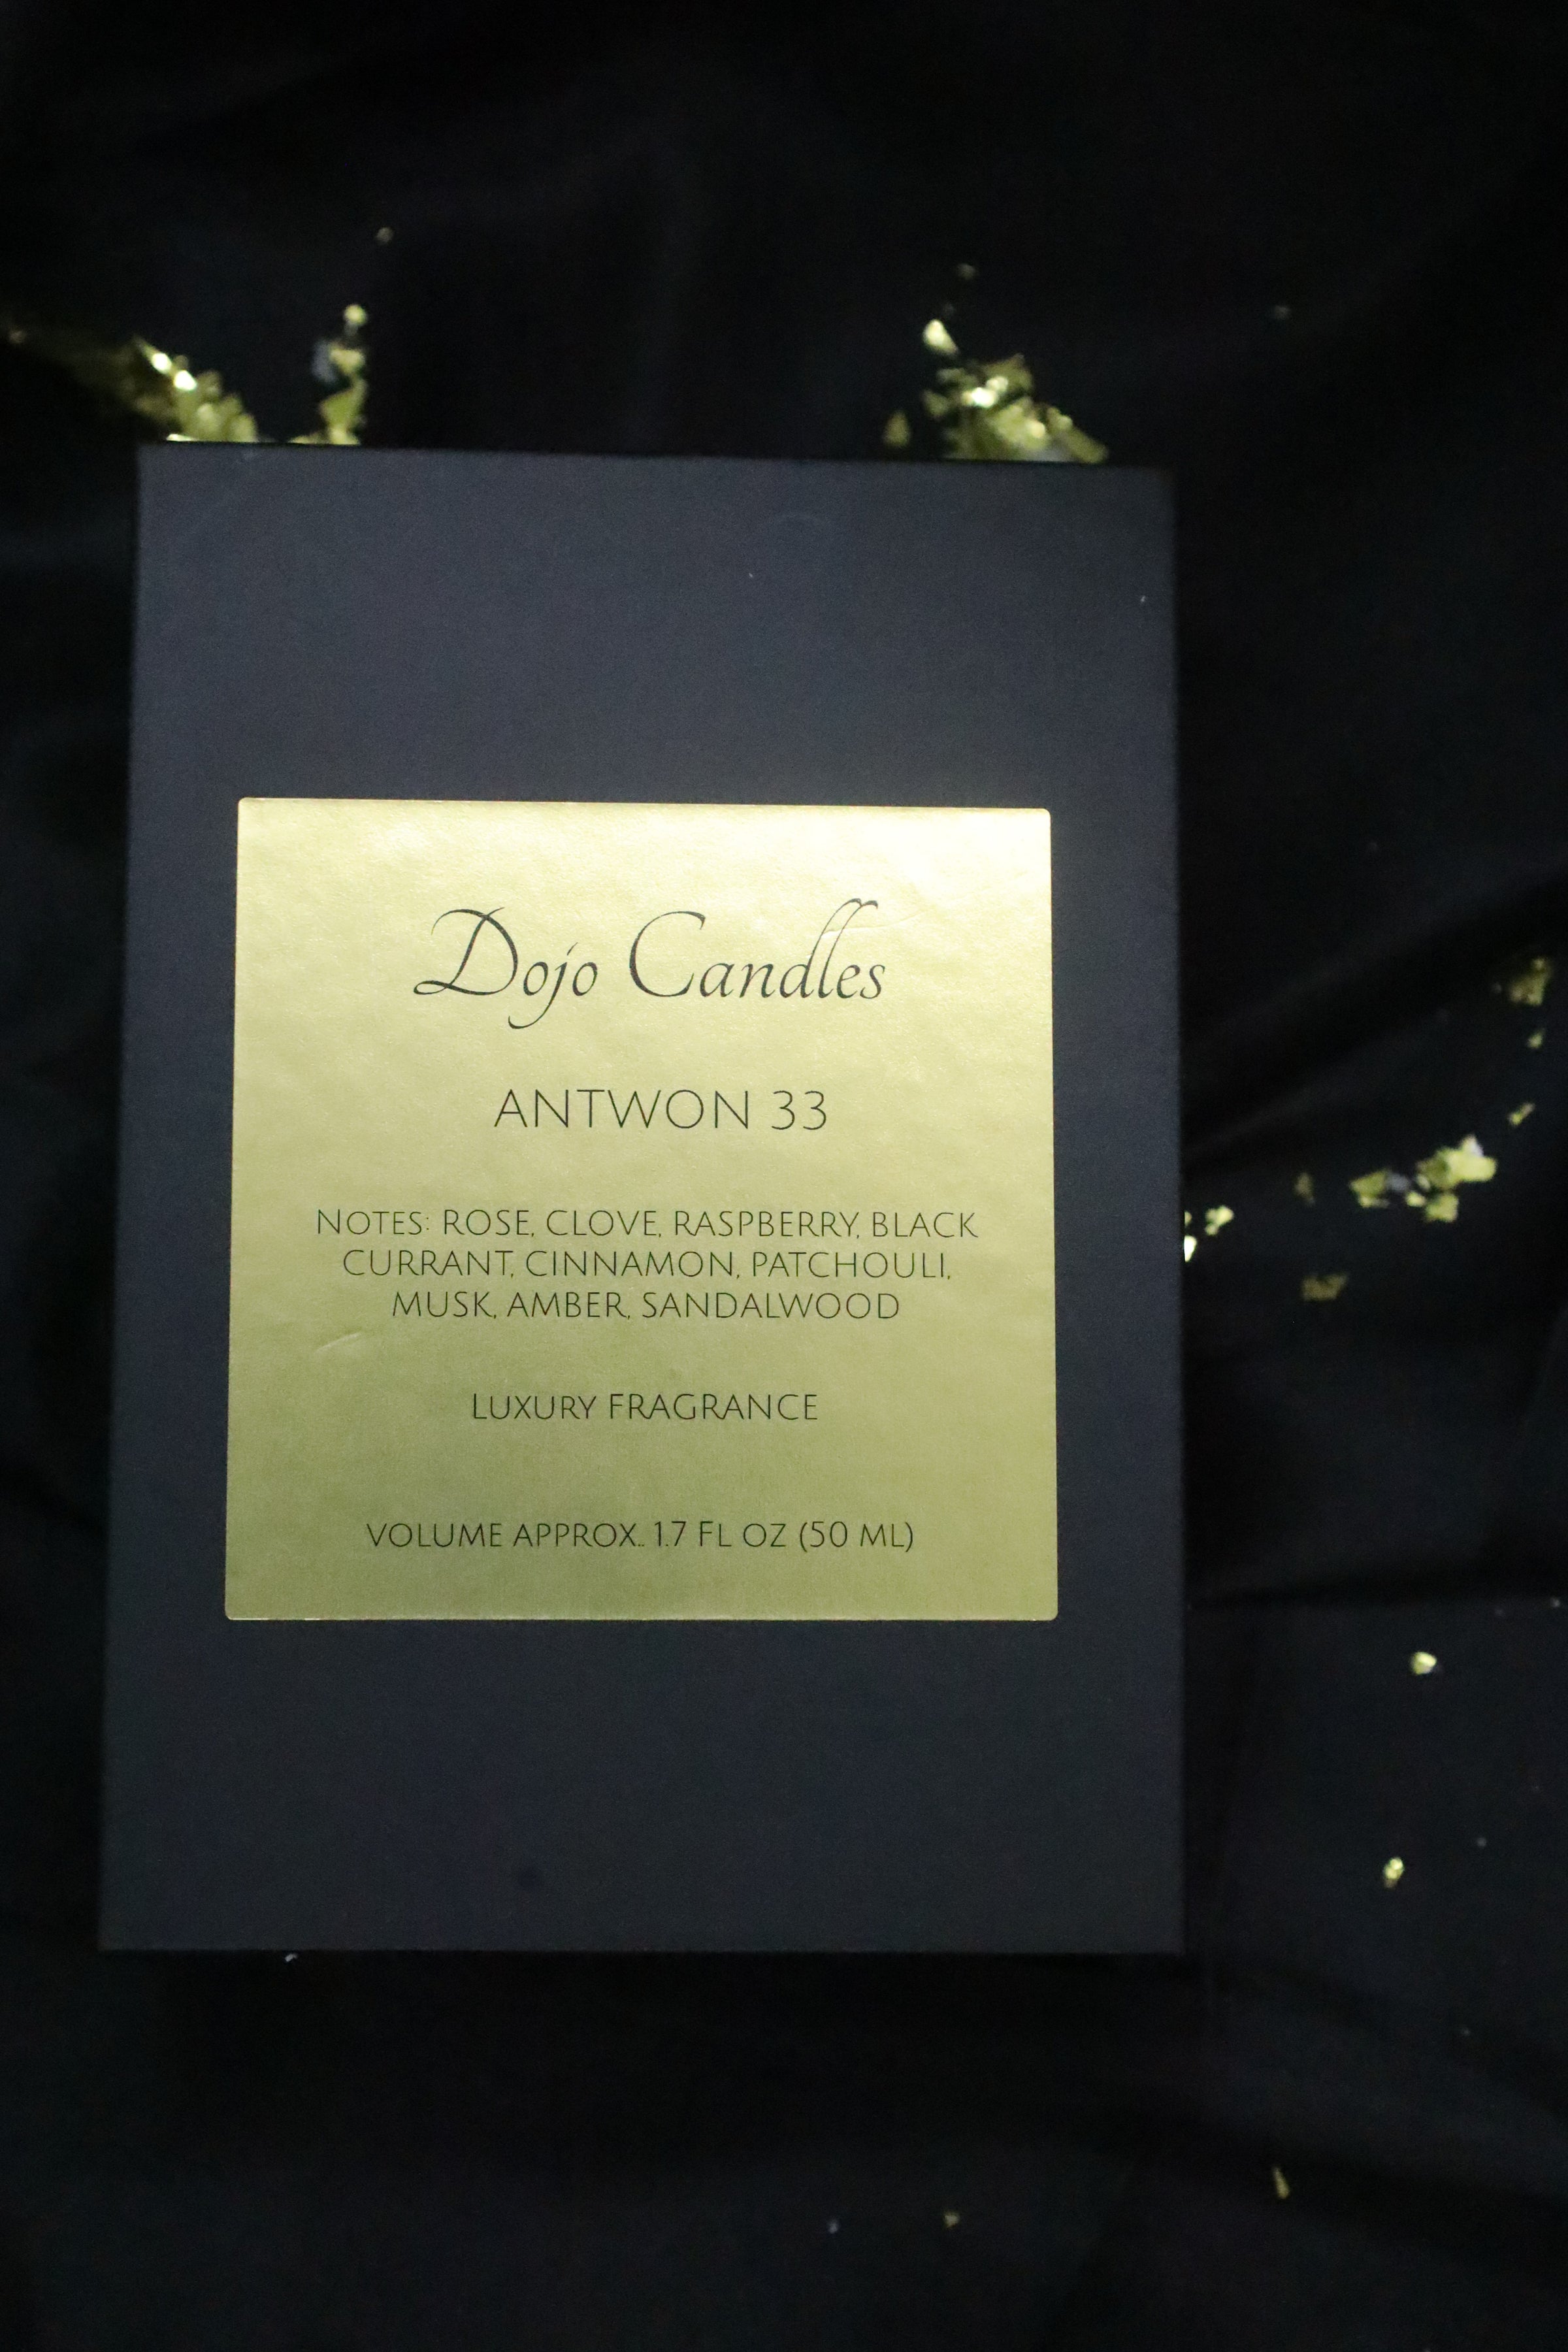 Dojo Candles
ANTWON 33
NOTES: ROSE, CLOVE, RASPBERRY, BLACK
CURRANT, CINNAMON, PATCHOULI,
MUSK, AMBER, SANDALWOOD
LUXURY FRAGRANCE
VOLUME APPROX.. 1.7 FL OZ (50 ML)